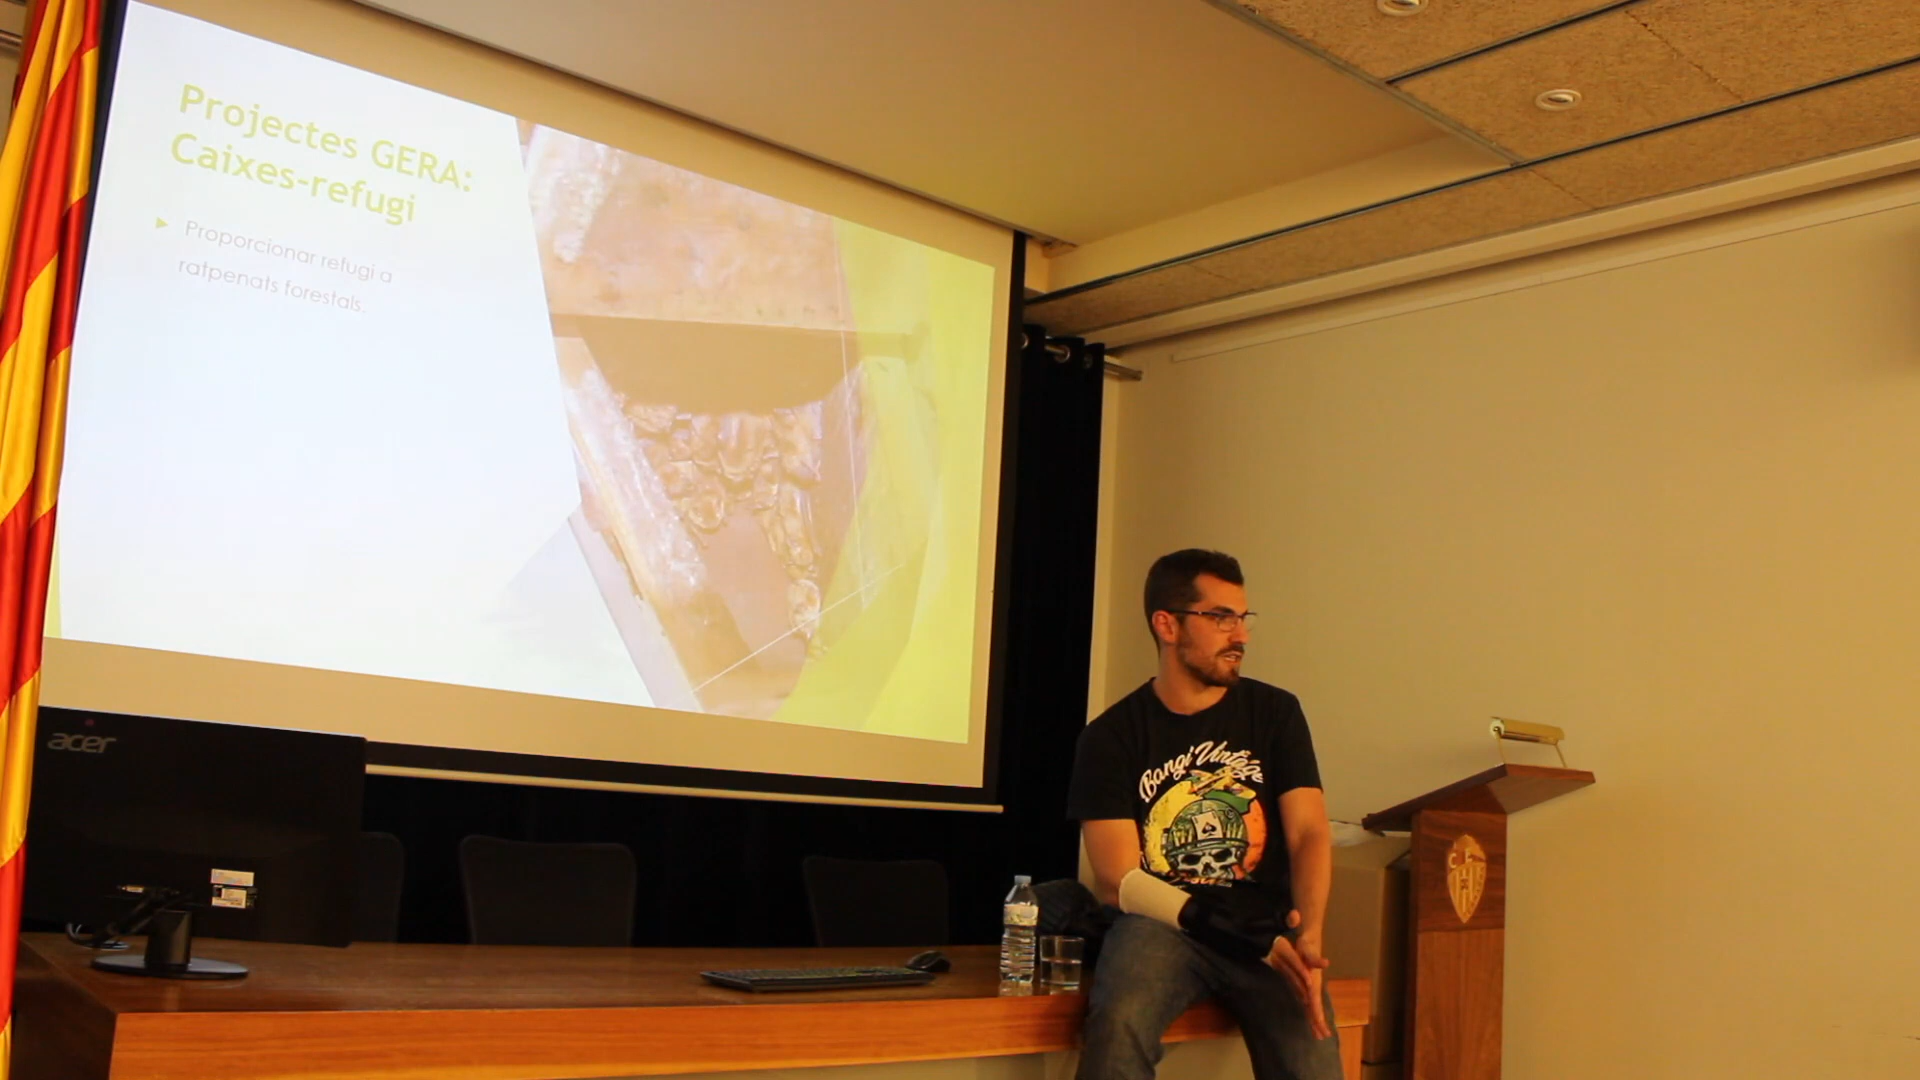 Projectes GERA:
Caixes-refugi
Proporcionar refugi a
ratpenats forestals.
acer
Bangi Vintage
C E